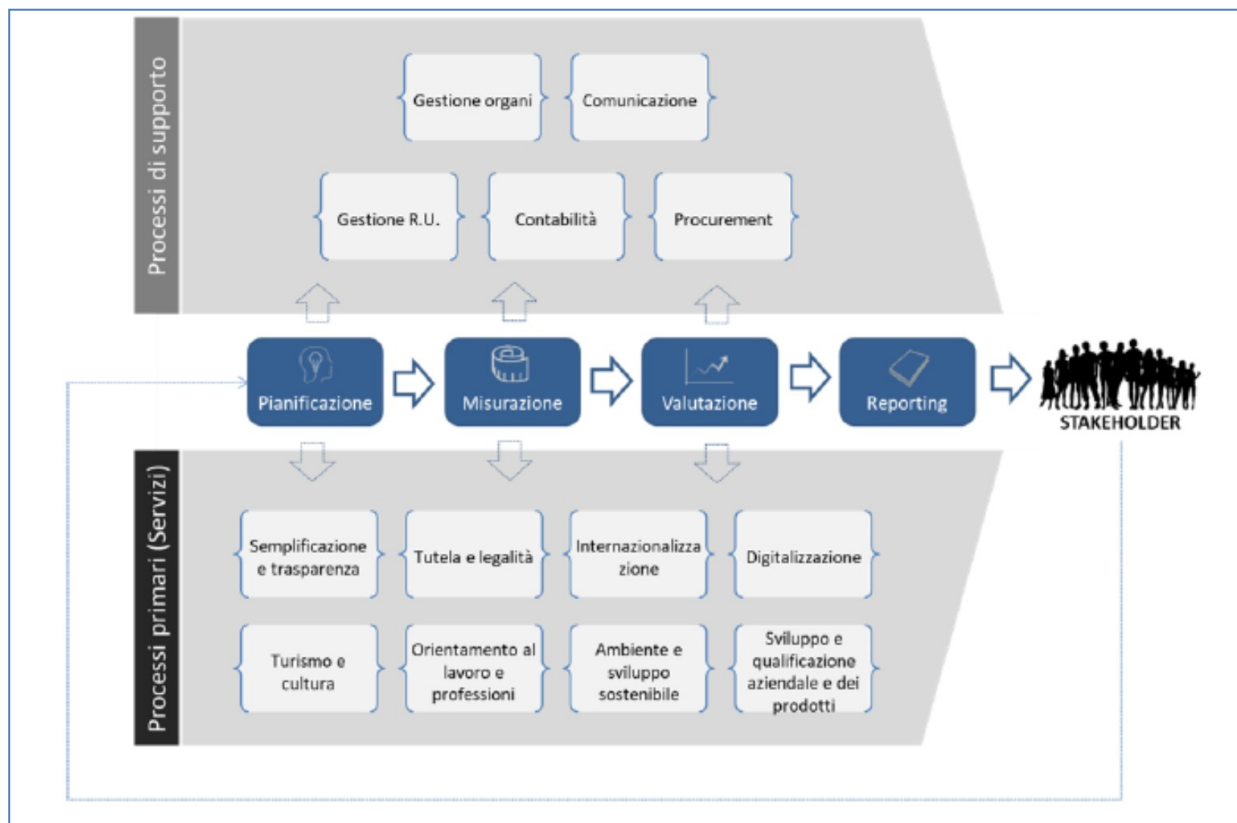 Processi di supporto
Gestione organi
Comunicazione
Gestione R.U.
Contabilità
Procurement
Pianificazione
Misurazione
Valutazione
Reporting
STAKEHOLDER
Processi primari (Servizi)
Semplificazione
e trasparenza
Tutela e legalità
Internazionalizza
zione
Digitalizzazione
Turismo e
cultura
Orientamento al
lavoro e
professioni
Ambiente e
sviluppo
sostenibile
Sviluppo e
qualificazione
aziendale e dei
prodotti